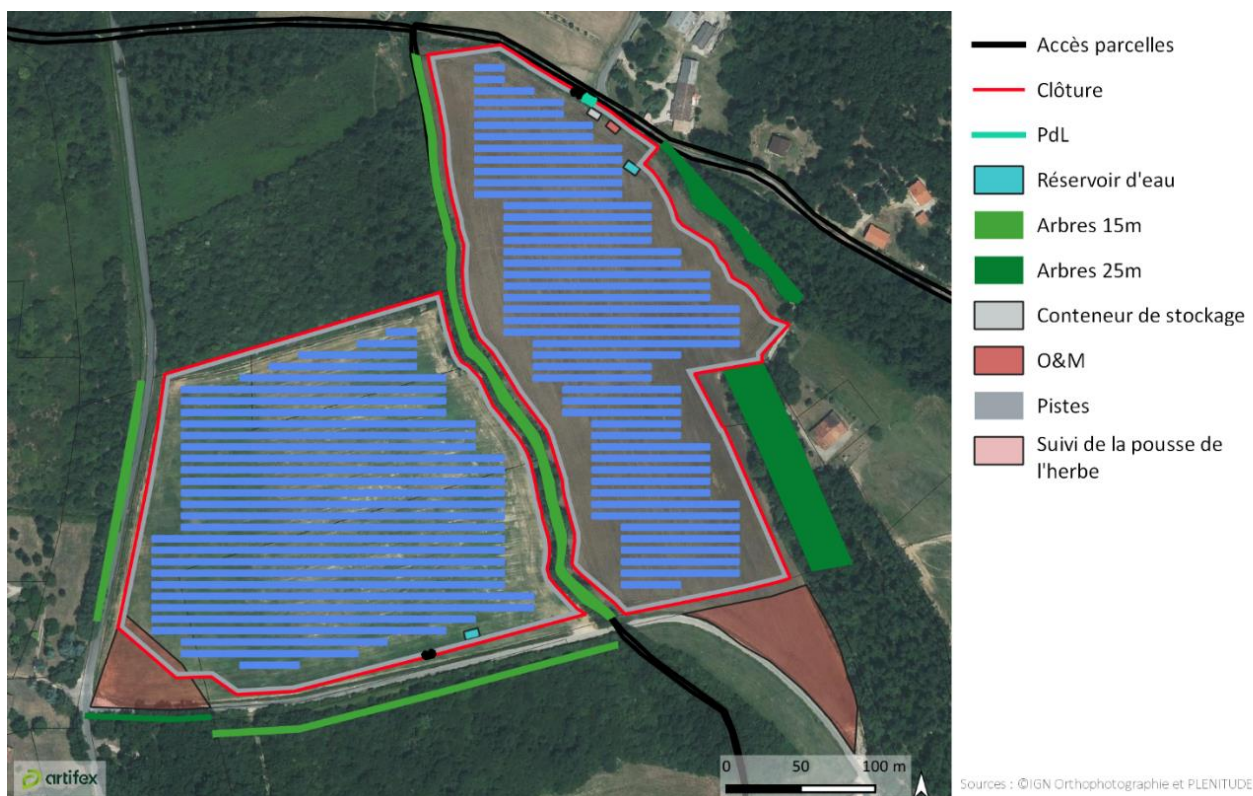 Accès parcelles
Clôture
PdL
Réservoir d'eau
Arbres 15m
Arbres 25m
Conteneur de stockage
O&M
Pistes
Suivi de la pousse de
l'herbe
0 50 100 m
artifex
Sources : ©IGN Orthophotographie et PLENITUDE